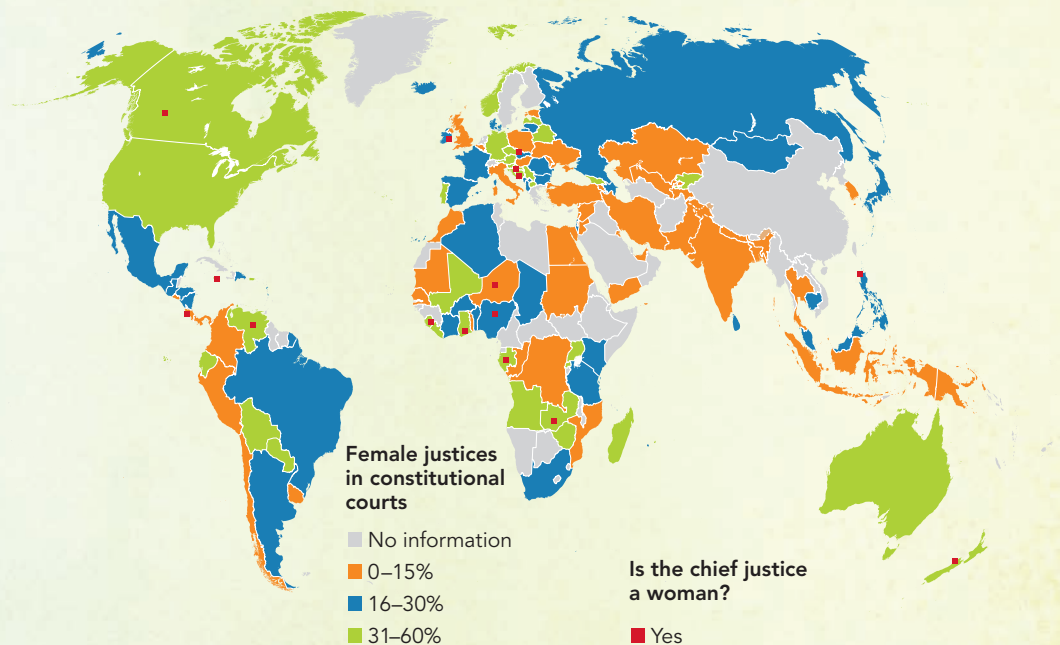 Female justices
in constitutional
courts
No information
0–15%
16–30%
31–60%
Is the chief justice
a woman?
Yes